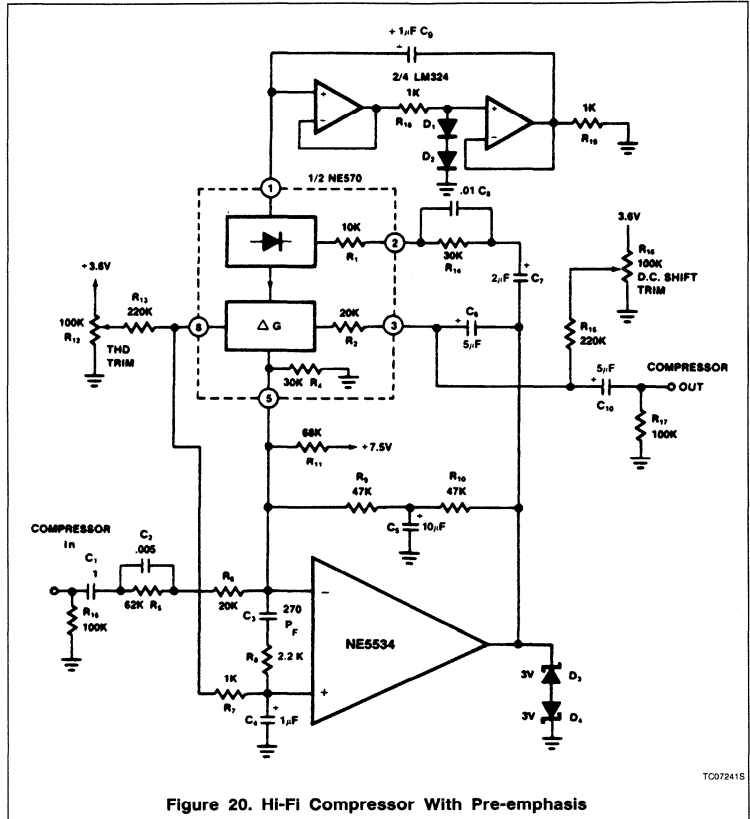 + 1μF C₉
2/4 LM324
1K
R₁₈
D₁
D₂
+
−
+
−
1K
R₁₉
1
1/2 NE570
.01 C₈
10K
R₁
2
30K
R₁₄
3.6V
R₁₆
100K
D.C. SHIFT
TRIM
+3.6V
2μF
+
C₇
R₁₃
220K
100K
R₁₂
THD
TRIM
8
Δ G
20K
R₂
3
+
C₆
5μF
R₁₅
220K
30K R₄
5
5μF
+
C₁₀
COMPRESSOR
OUT
R₁₇
100K
68K
R₁₁
+7.5V
R₉
47K
R₁₀
47K
C₅
+
10μF
COMPRESSOR
In
C₁
1
C₂
.005
62K R₅
R₁₆
100K
R₆
20K
C₃
270
PF
R₈
2.2 K
−
NE5534
+
1K
R₇
C₄
+
1μF
3V
D₃
3V
D₄
TC07241S
Figure 20. Hi-Fi Compressor With Pre-emphasis